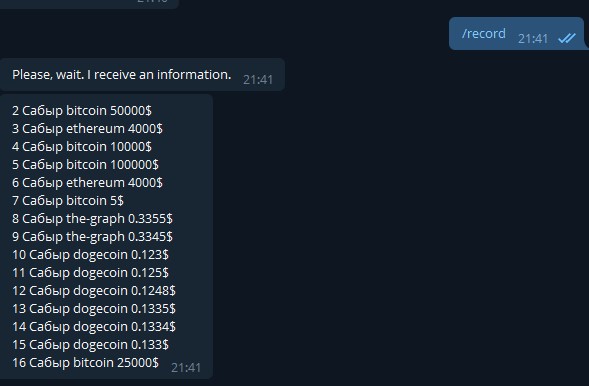 /record 21:41
Please, wait. I receive an information. 21:41
2 Сабыр bitcoin 50000$
3 Сабыр ethereum 4000$
4 Сабыр bitcoin 10000$
5 Сабыр bitcoin 100000$
6 Сабыр ethereum 4000$
7 Сабыр bitcoin 5$
8 Сабыр the-graph 0.3355$
9 Сабыр the-graph 0.3345$
10 Сабыр dogecoin 0.123$
11 Сабыр dogecoin 0.125$
12 Сабыр dogecoin 0.1248$
13 Сабыр dogecoin 0.1335$
14 Сабыр dogecoin 0.1334$
15 Сабыр dogecoin 0.133$
16 Сабыр bitcoin 25000$ 21:41